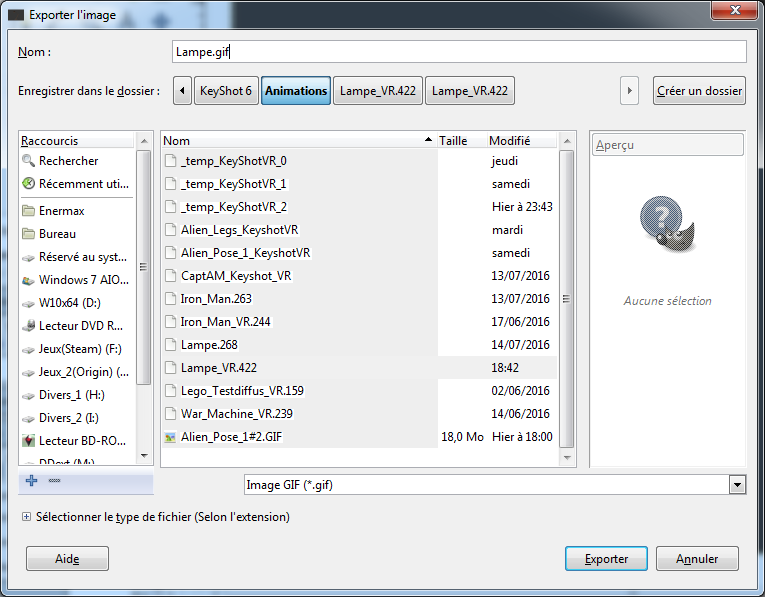 Exporter l'image
Nom :
Lampe.gif
Enregistrer dans le dossier :
KeyShot 6
Animations
Lampe_VR.422
Lampe_VR.422
Créer un dossier
Raccourcis
Rechercher
Récemment uti...
Enermax
Bureau
Réservé au syst...
Windows 7 AIO...
W10x64 (D:)
Lecteur DVD R...
Jeux(Steam) (F:)
Jeux_2(Origin) (...
Divers_1 (H:)
Divers_2 (I:)
Lecteur BD-RO...
DDext (M:)
Nom Taille Modifié
_temp_KeyShotVR_0 jeudi
_temp_KeyShotVR_1 samedi
_temp_KeyShotVR_2 Hier à 23:43
Alien_Legs_KeyshotVR mardi
Alien_Pose_1_KeyshotVR samedi
CaptAM_Keyshot_VR 13/07/2016
Iron_Man.263 13/07/2016
Iron_Man_VR.244 17/06/2016
Lampe.268 14/07/2016
Lampe_VR.422 18:42
Lego_Testdiffus_VR.159 02/06/2016
War_Machine_VR.239 14/06/2016
Alien_Pose_1#2.GIF 18,0 Mo Hier à 18:00
Aperçu
Aucune sélection
Image GIF (*.gif)
Sélectionner le type de fichier (Selon l'extension)
Aide
Exporter
Annuler